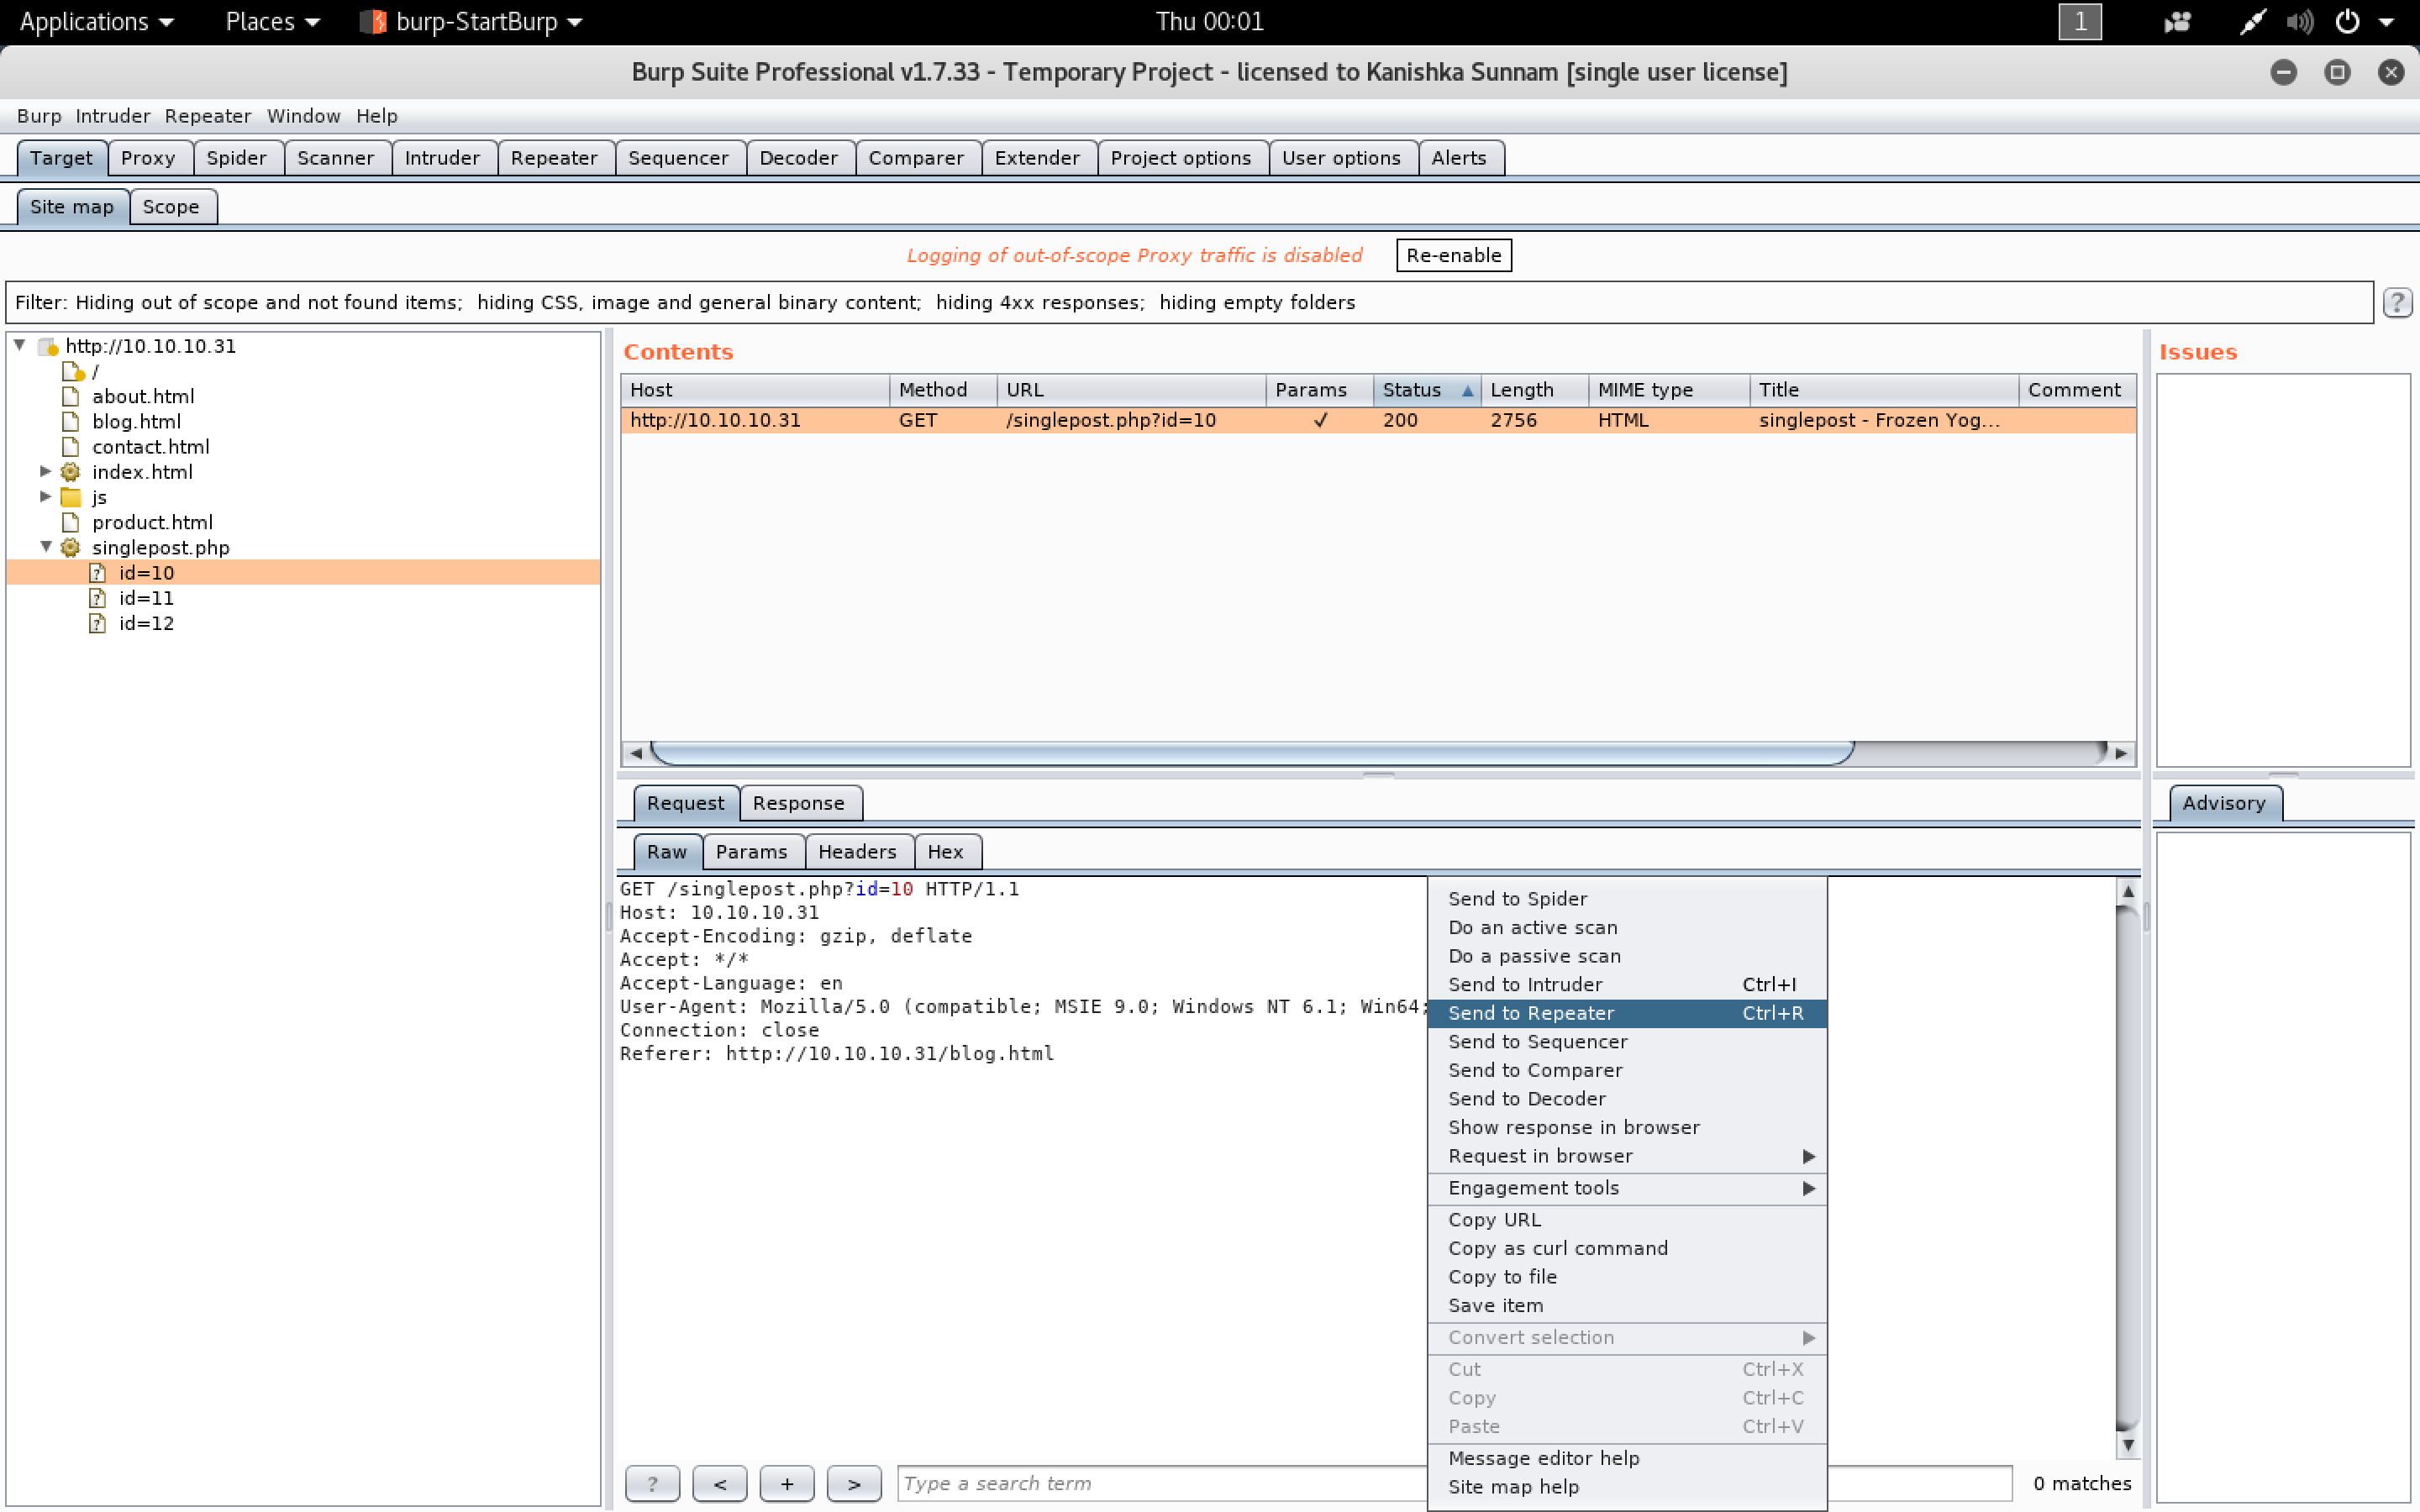 Applications Places burp-StartBurp Thu 00:01 1
Burp Suite Professional v1.7.33 - Temporary Project - licensed to Kanishka Sunnam [single user license]
Burp Intruder Repeater Window Help
Target Proxy Spider Scanner Intruder Repeater Sequencer Decoder Comparer Extender Project options User options Alerts
Site map Scope
Logging of out-of-scope Proxy traffic is disabled Re-enable
Filter: Hiding out of scope and not found items; hiding CSS, image and general binary content; hiding 4xx responses; hiding empty folders ?
http://10.10.10.31
/
about.html
blog.html
contact.html
index.html
js
product.html
singlepost.php
id=10
id=11
id=12
Contents
Host Method URL Params Status Length MIME type Title Comment
http://10.10.10.31 GET /singlepost.php?id=10 ✓ 200 2756 HTML singlepost - Frozen Yog...
Issues
Request Response
Raw Params Headers Hex
GET /singlepost.php?id=10 HTTP/1.1
Host: 10.10.10.31
Accept-Encoding: gzip, deflate
Accept: */*
Accept-Language: en
User-Agent: Mozilla/5.0 (compatible; MSIE 9.0; Windows NT 6.1; Win64;
Connection: close
Referer: http://10.10.10.31/blog.html
Send to Spider
Do an active scan
Do a passive scan
Send to Intruder Ctrl+I
Send to Repeater Ctrl+R
Send to Sequencer
Send to Comparer
Send to Decoder
Show response in browser
Request in browser
Engagement tools
Copy URL
Copy as curl command
Copy to file
Save item
Convert selection
Cut Ctrl+X
Copy Ctrl+C
Paste Ctrl+V
Message editor help
Site map help
? < + > Type a search term 0 matches
Advisory